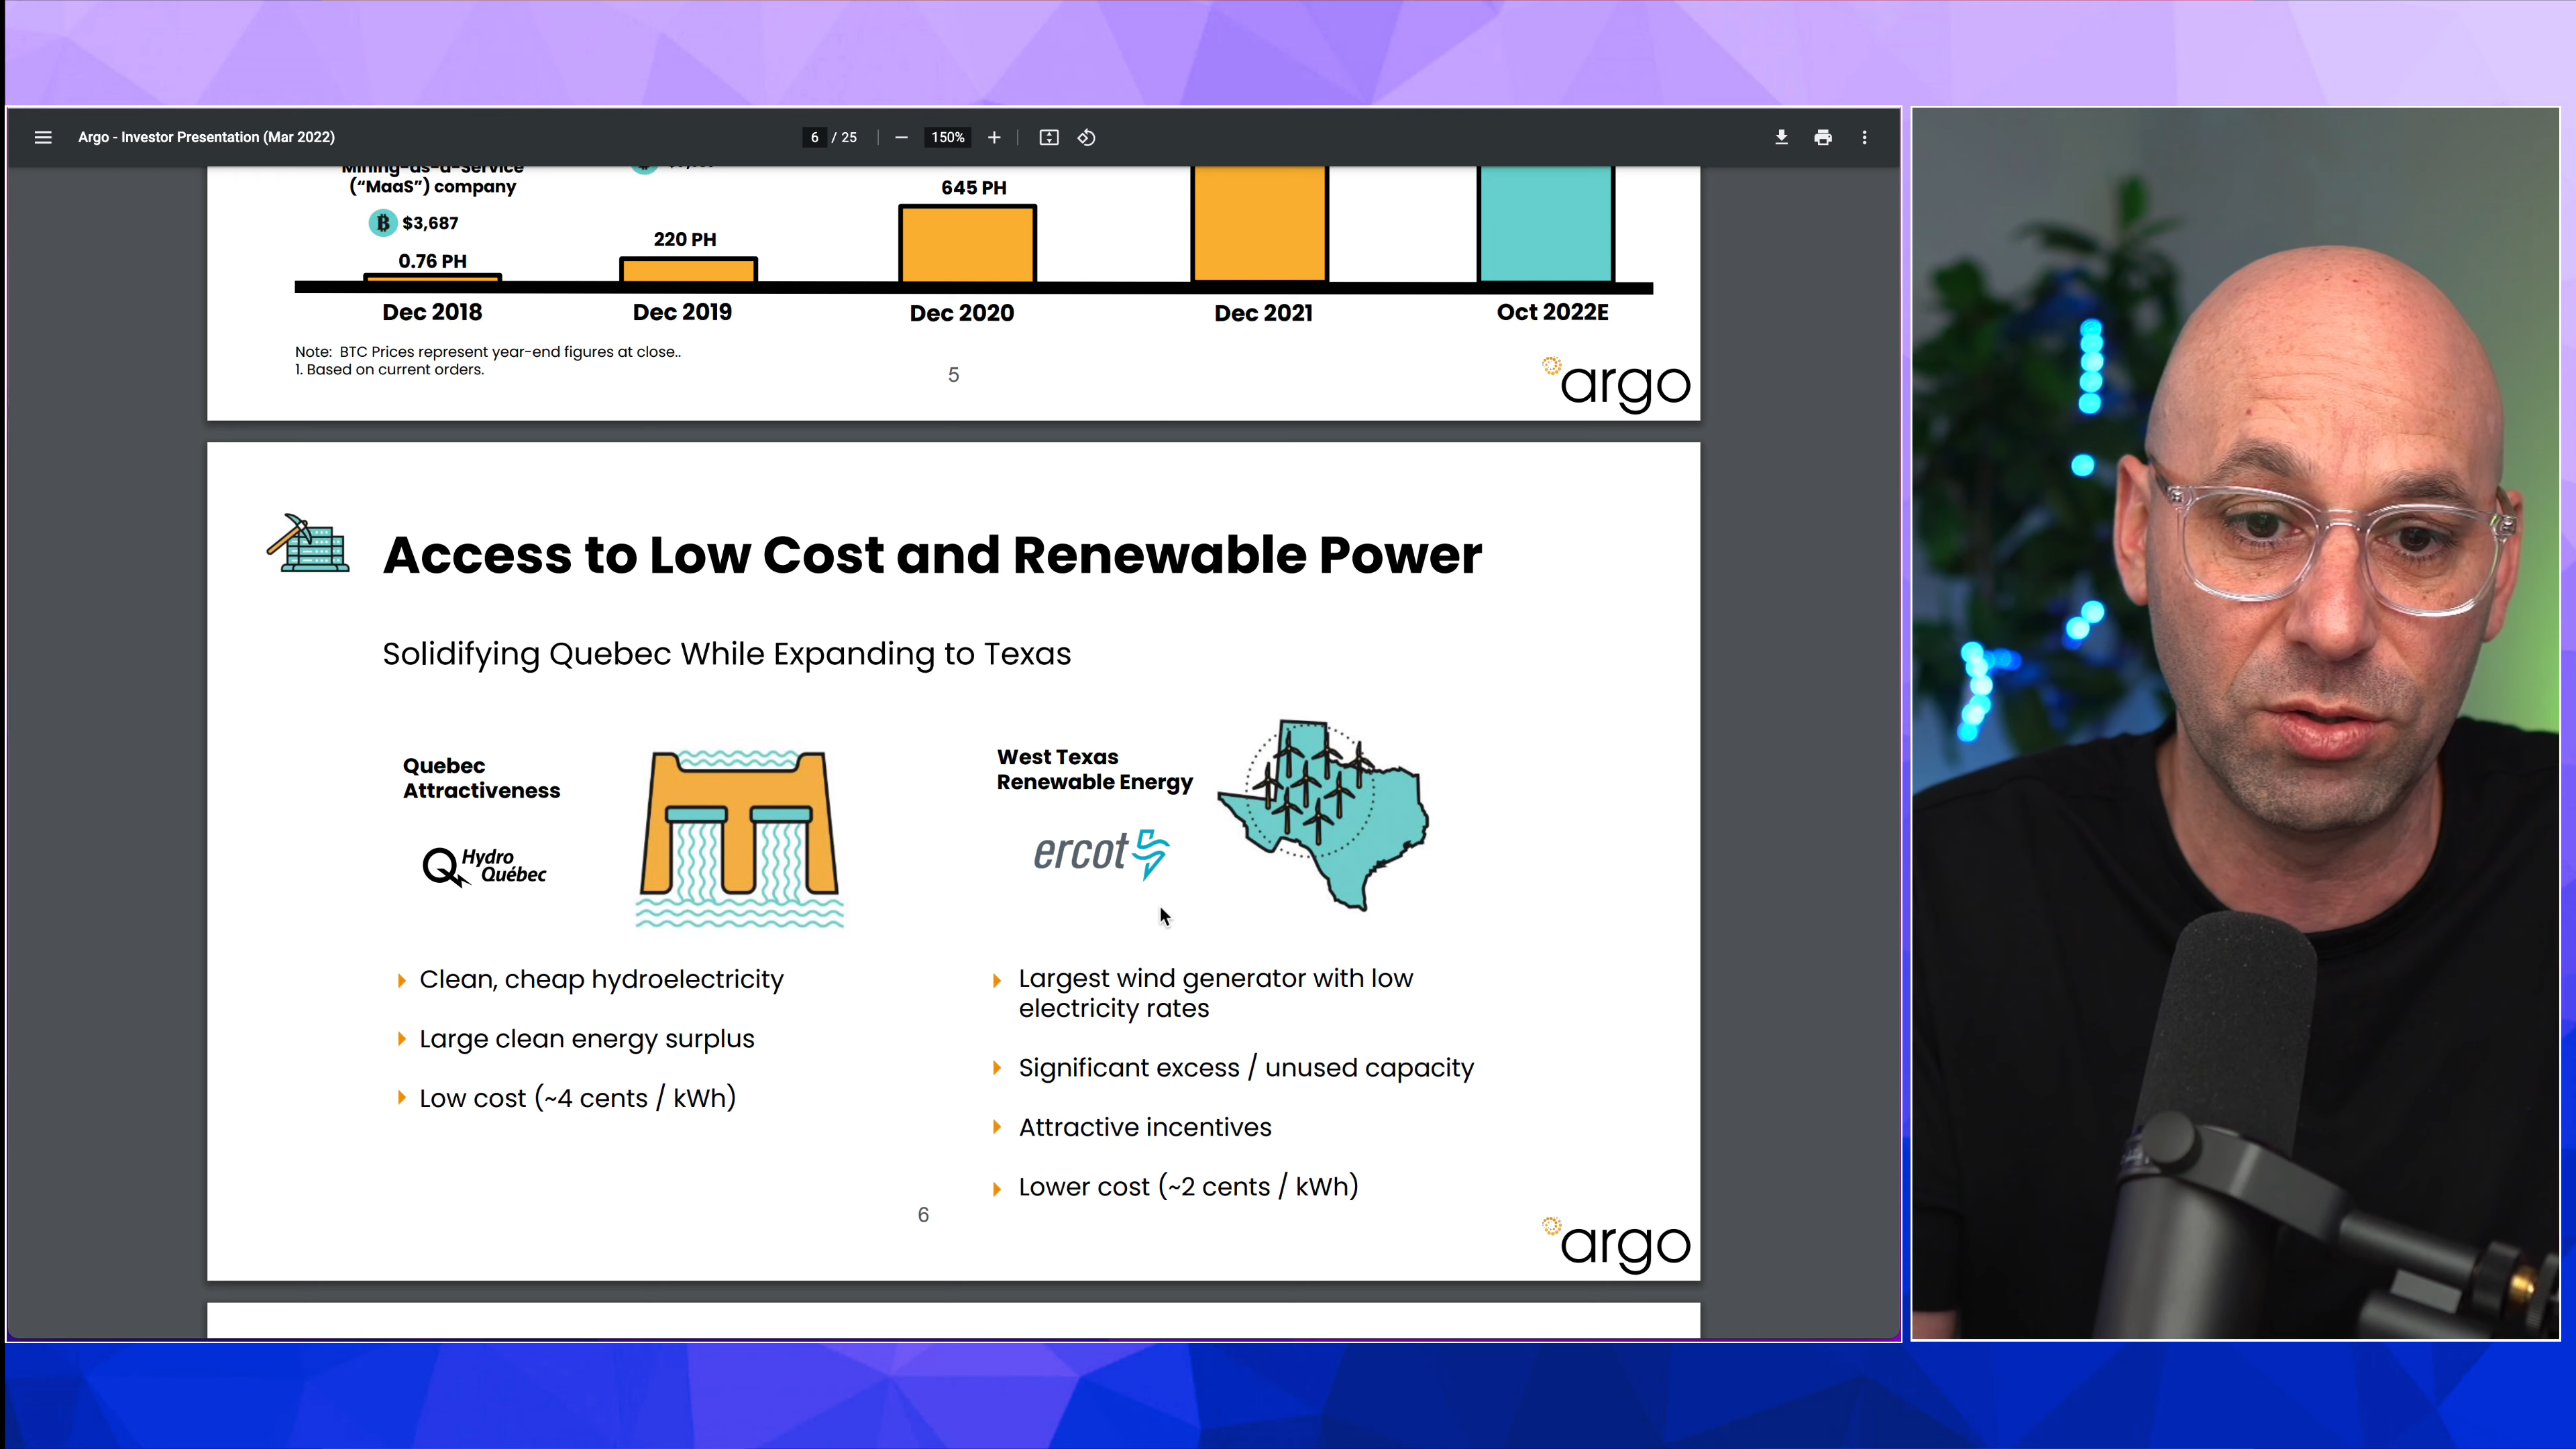 Argo - Investor Presentation (Mar 2022)
6 / 25
150%
Mining-as-a-Service
(“MaaS”) company
$3,687
0.76 PH
220 PH
645 PH
Dec 2018
Dec 2019
Dec 2020
Dec 2021
Oct 2022E
Note: BTC Prices represent year-end figures at close..
1. Based on current orders.
5
argo
Access to Low Cost and Renewable Power
Solidifying Quebec While Expanding to Texas
Quebec
Attractiveness
Hydro
Québec
Clean, cheap hydroelectricity
Large clean energy surplus
Low cost (~4 cents / kWh)
West Texas
Renewable Energy
ercot
Largest wind generator with low
electricity rates
Significant excess / unused capacity
Attractive incentives
Lower cost (~2 cents / kWh)
6
argo